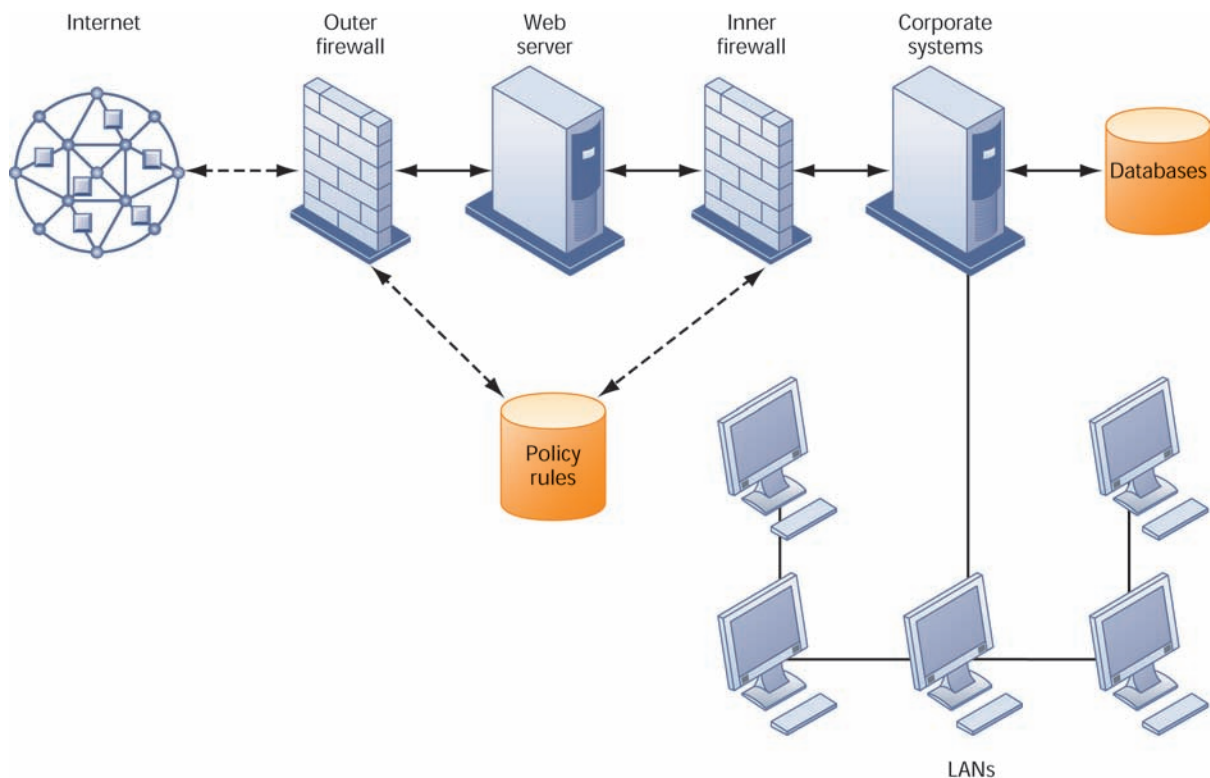 Internet
Outer
firewall
Web
server
Inner
firewall
Corporate
systems
Databases
Policy
rules
LANs